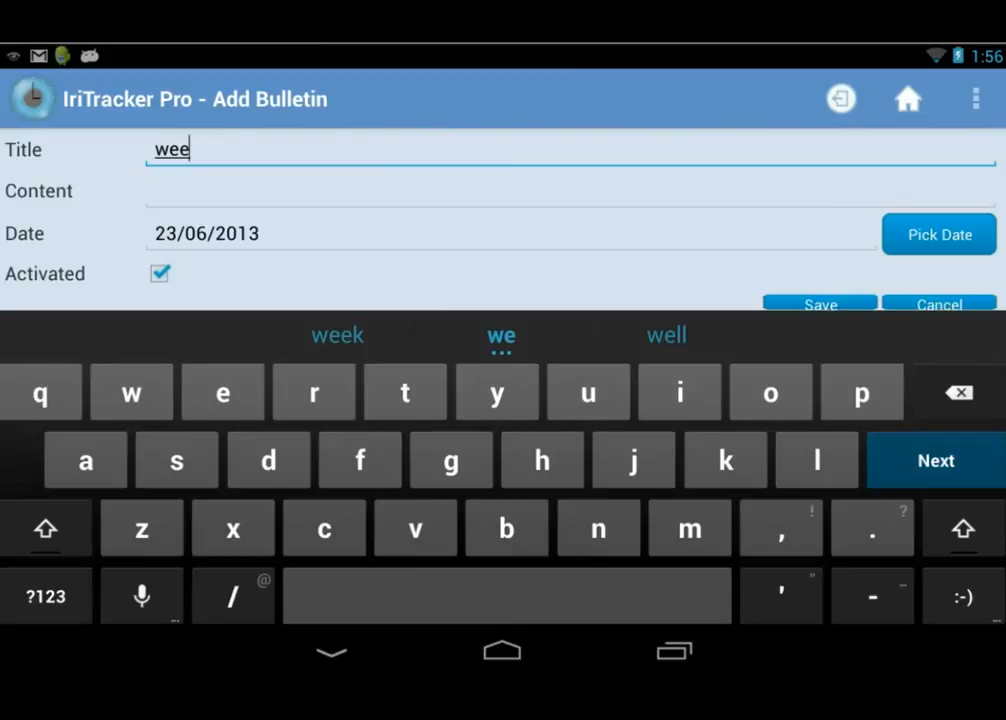 1:56
IriTracker Pro - Add Bulletin
Title wee
Content
Date 23/06/2013 Pick Date
Activated
Save Cancel
week we well
q w e r t y u i o p
a s d f g h j k l Next
z x c v b n m , ! . ?
?123 / @ ' " - _ :-)